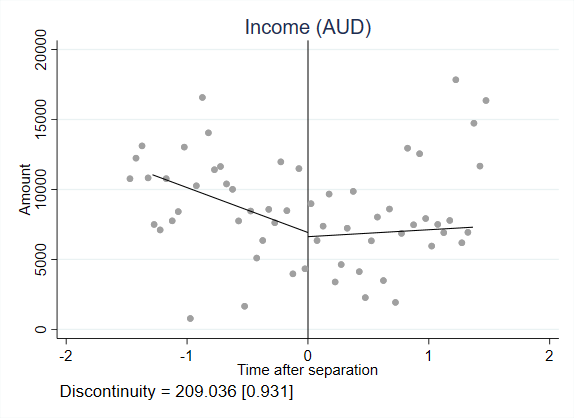 Income (AUD)
20000
15000
10000
5000
0
Amount
-2 -1 0 1 2
Time after separation
Discontinuity = 209.036 [0.931]